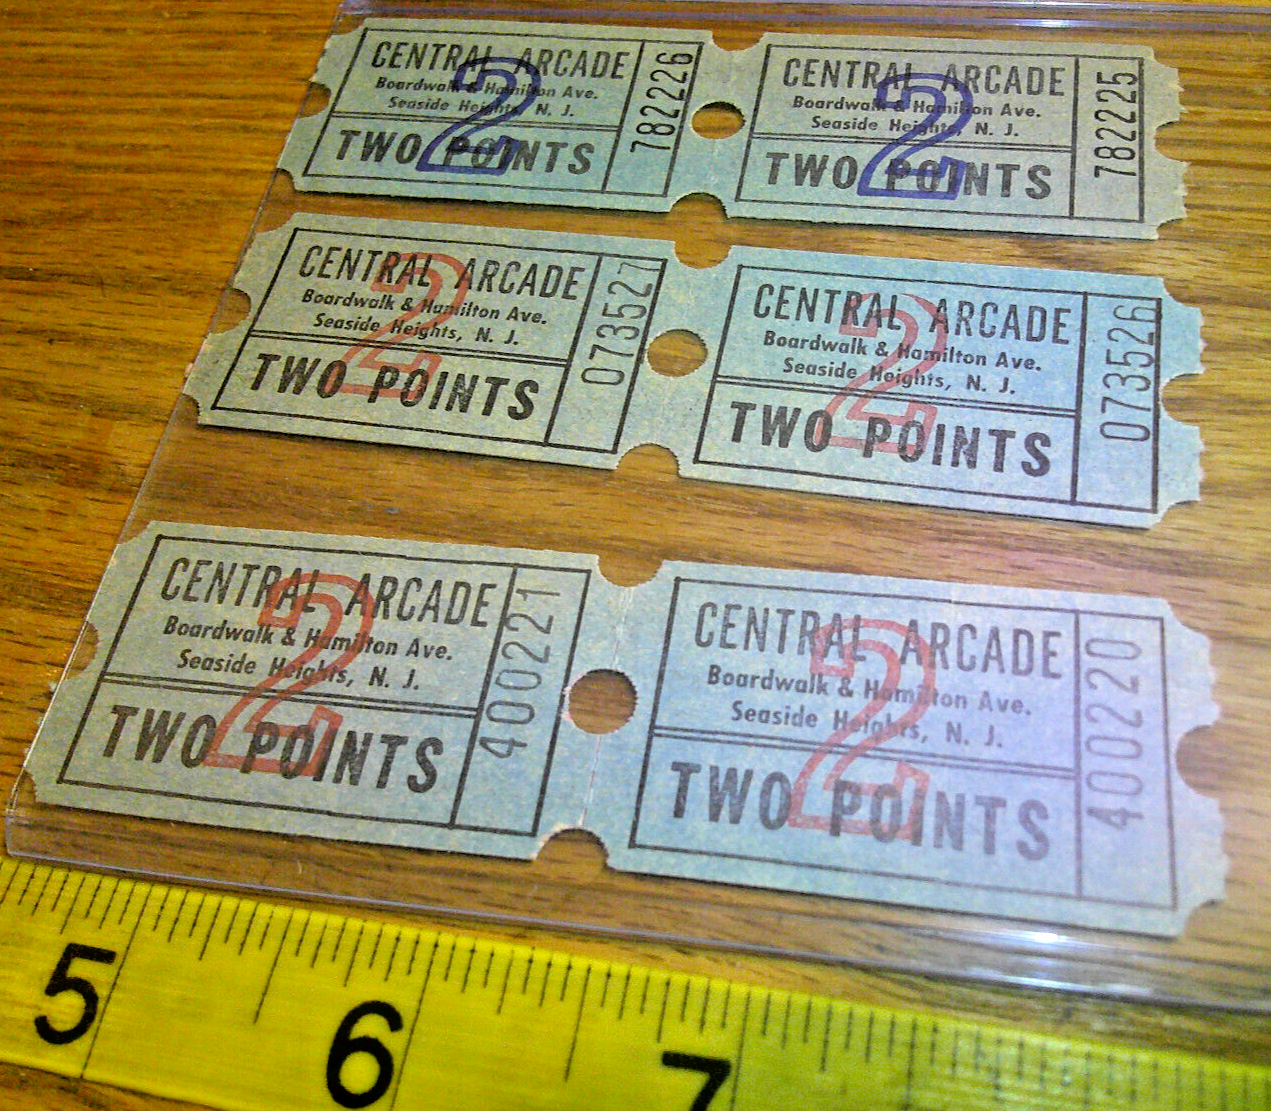 CENTRAL ARCADE
Boardwalk & Hamilton Ave.
Seaside Heights, N. J.
TWO POINTS
2
782226
CENTRAL ARCADE
Boardwalk & Hamilton Ave.
Seaside Heights, N. J.
TWO POINTS
2
782225
CENTRAL ARCADE
Boardwalk & Hamilton Ave.
Seaside Heights, N. J.
TWO POINTS
2
073527
CENTRAL ARCADE
Boardwalk & Hamilton Ave.
Seaside Heights, N. J.
TWO POINTS
2
073526
CENTRAL ARCADE
Boardwalk & Hamilton Ave.
Seaside Heights, N. J.
TWO POINTS
2
400221
CENTRAL ARCADE
Boardwalk & Hamilton Ave.
Seaside Heights, N. J.
TWO POINTS
2
400220
5 6 7